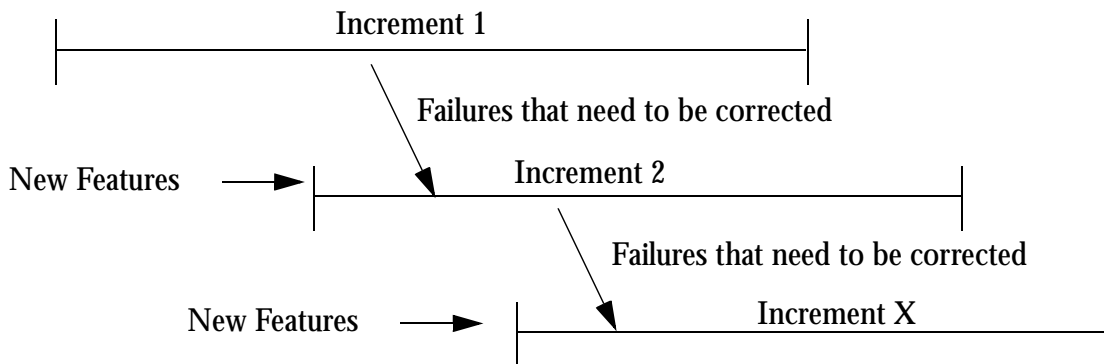 Increment 1
Failures that need to be corrected
New Features
Increment 2
Failures that need to be corrected
New Features
Increment X